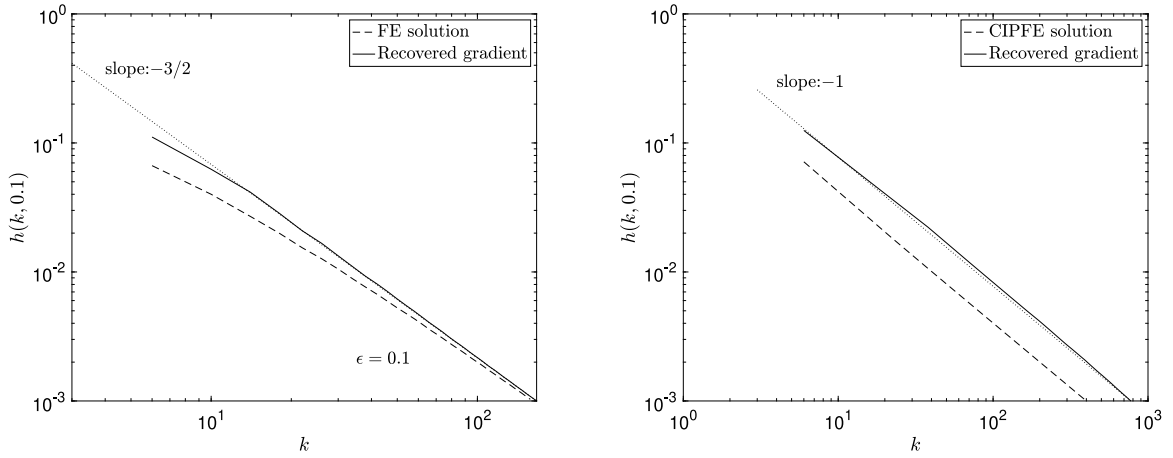 10^0
10^-1
10^-2
10^-3
h(k, 0.1)
FE solution
Recovered gradient
slope:−3/2
ϵ = 0.1
10^1
10^2
k
10^0
10^-1
10^-2
10^-3
h(k, 0.1)
CIPFE solution
Recovered gradient
slope:−1
10^0
10^1
10^2
10^3
k